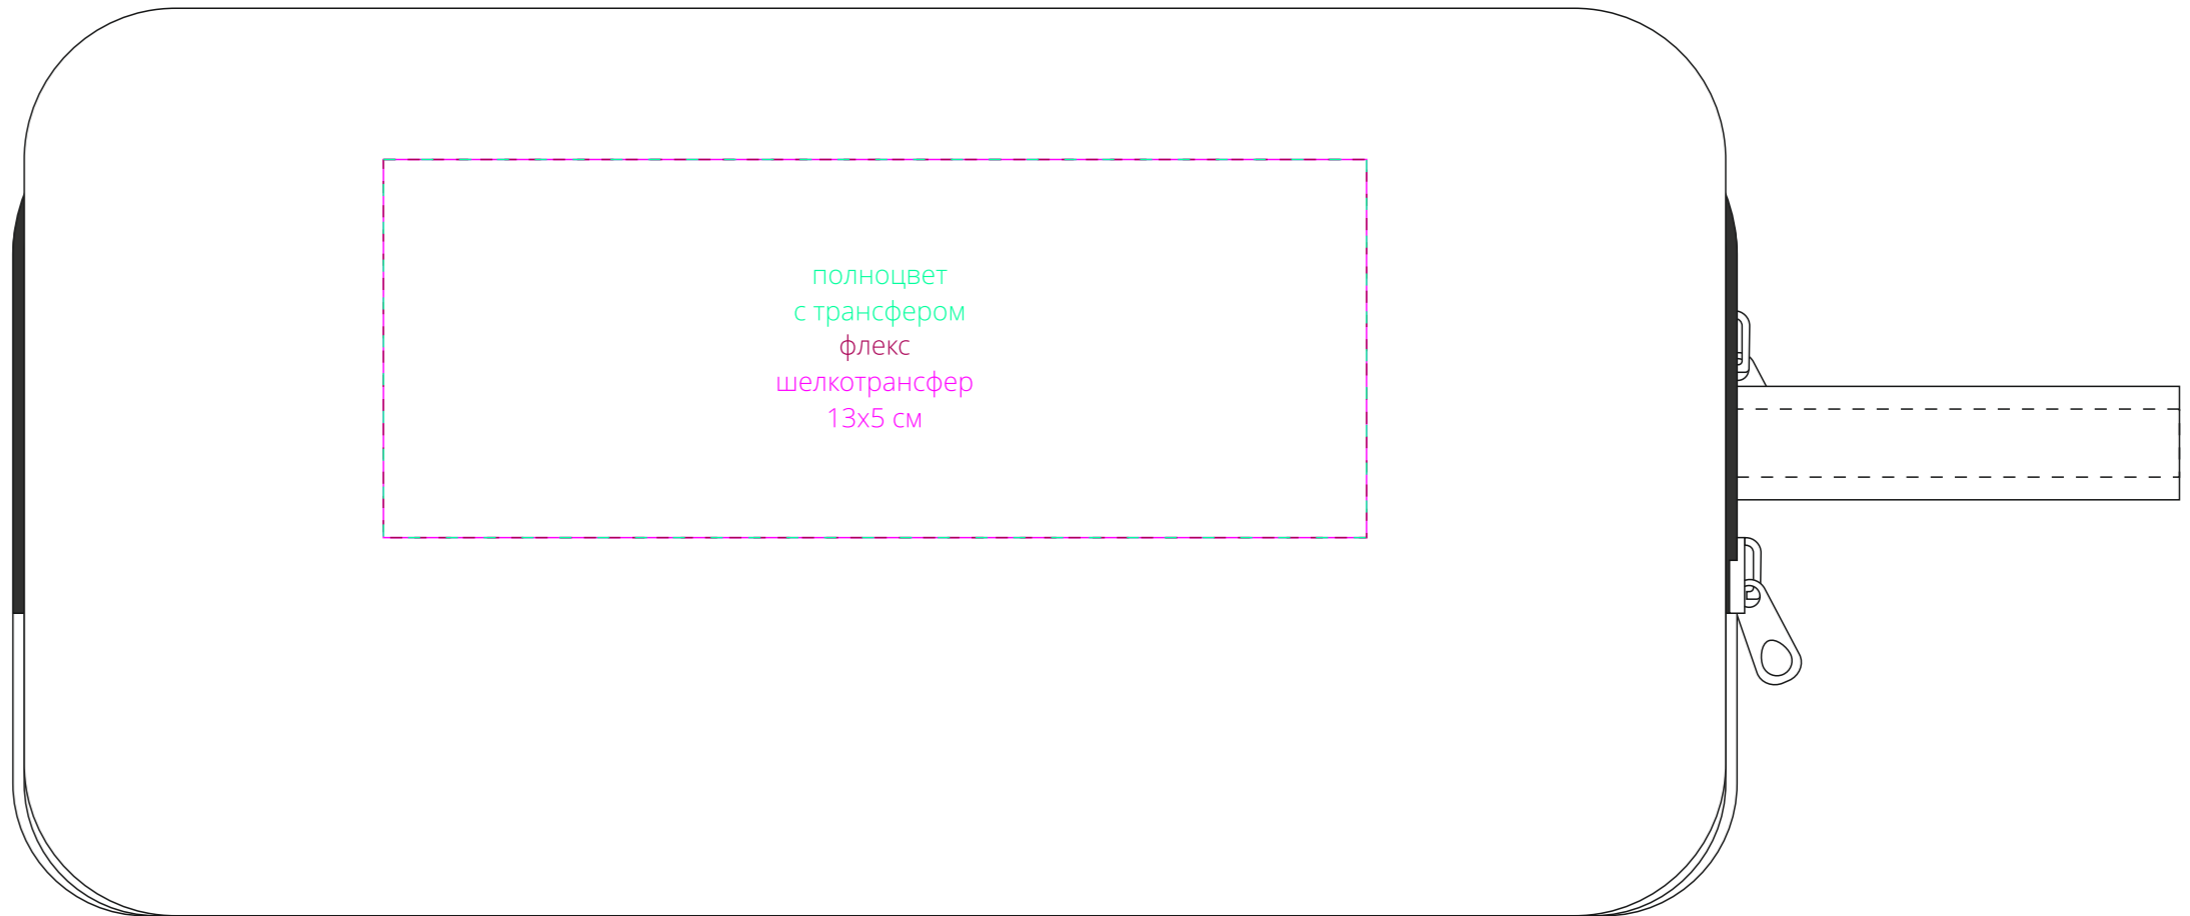 полноцвет
с трансфером
флекс
шелкотрансфер
13х5 см